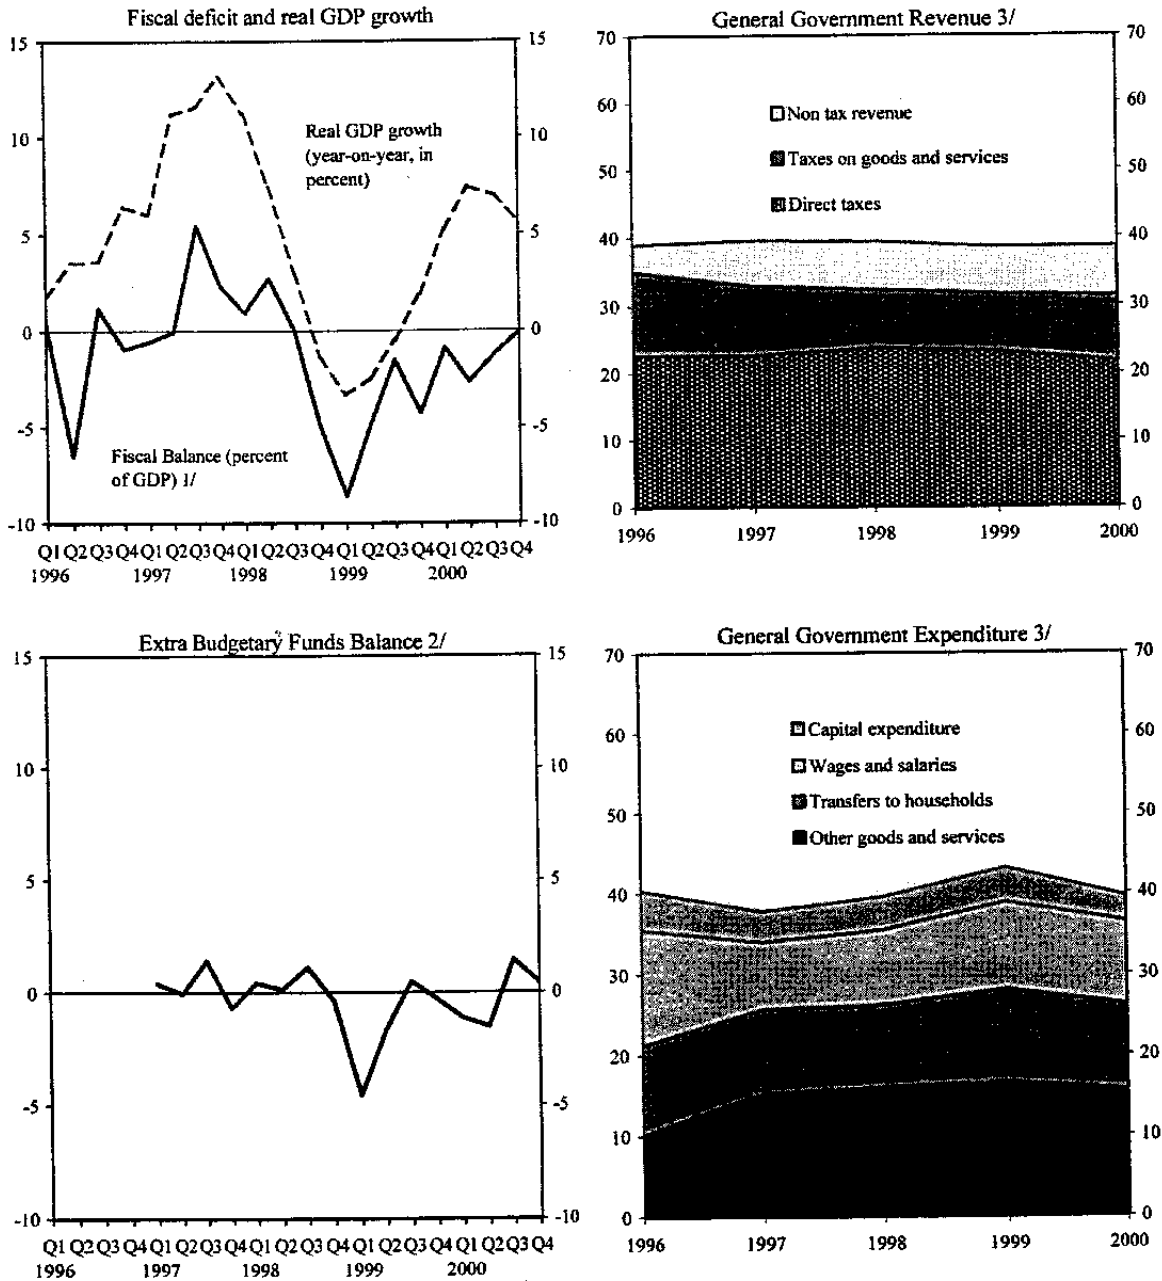 Fiscal deficit and real GDP growth
15
10
5
0
-5
-10
15
10
5
0
-5
-10
Real GDP growth
(year-on-year, in
percent)
Fiscal Balance (percent
of GDP) 1/
Q1 Q2 Q3 Q4 Q1 Q2 Q3 Q4 Q1 Q2 Q3 Q4 Q1 Q2 Q3 Q4 Q1 Q2 Q3 Q4
1996 1997 1998 1999 2000
General Government Revenue 3/
70
60
50
40
30
20
10
0
70
60
50
40
30
20
10
0
Non tax revenue
Taxes on goods and services
Direct taxes
1996 1997 1998 1999 2000
Extra Budgetary Funds Balance 2/
15
10
5
0
-5
-10
15
10
5
0
-5
-10
Q1 Q2 Q3 Q4 Q1 Q2 Q3 Q4 Q1 Q2 Q3 Q4 Q1 Q2 Q3 Q4 Q1 Q2 Q3 Q4
1996 1997 1998 1999 2000
General Government Expenditure 3/
70
60
50
40
30
20
10
0
70
60
50
40
30
20
10
0
Capital expenditure
Wages and salaries
Transfers to households
Other goods and services
1996 1997 1998 1999 2000